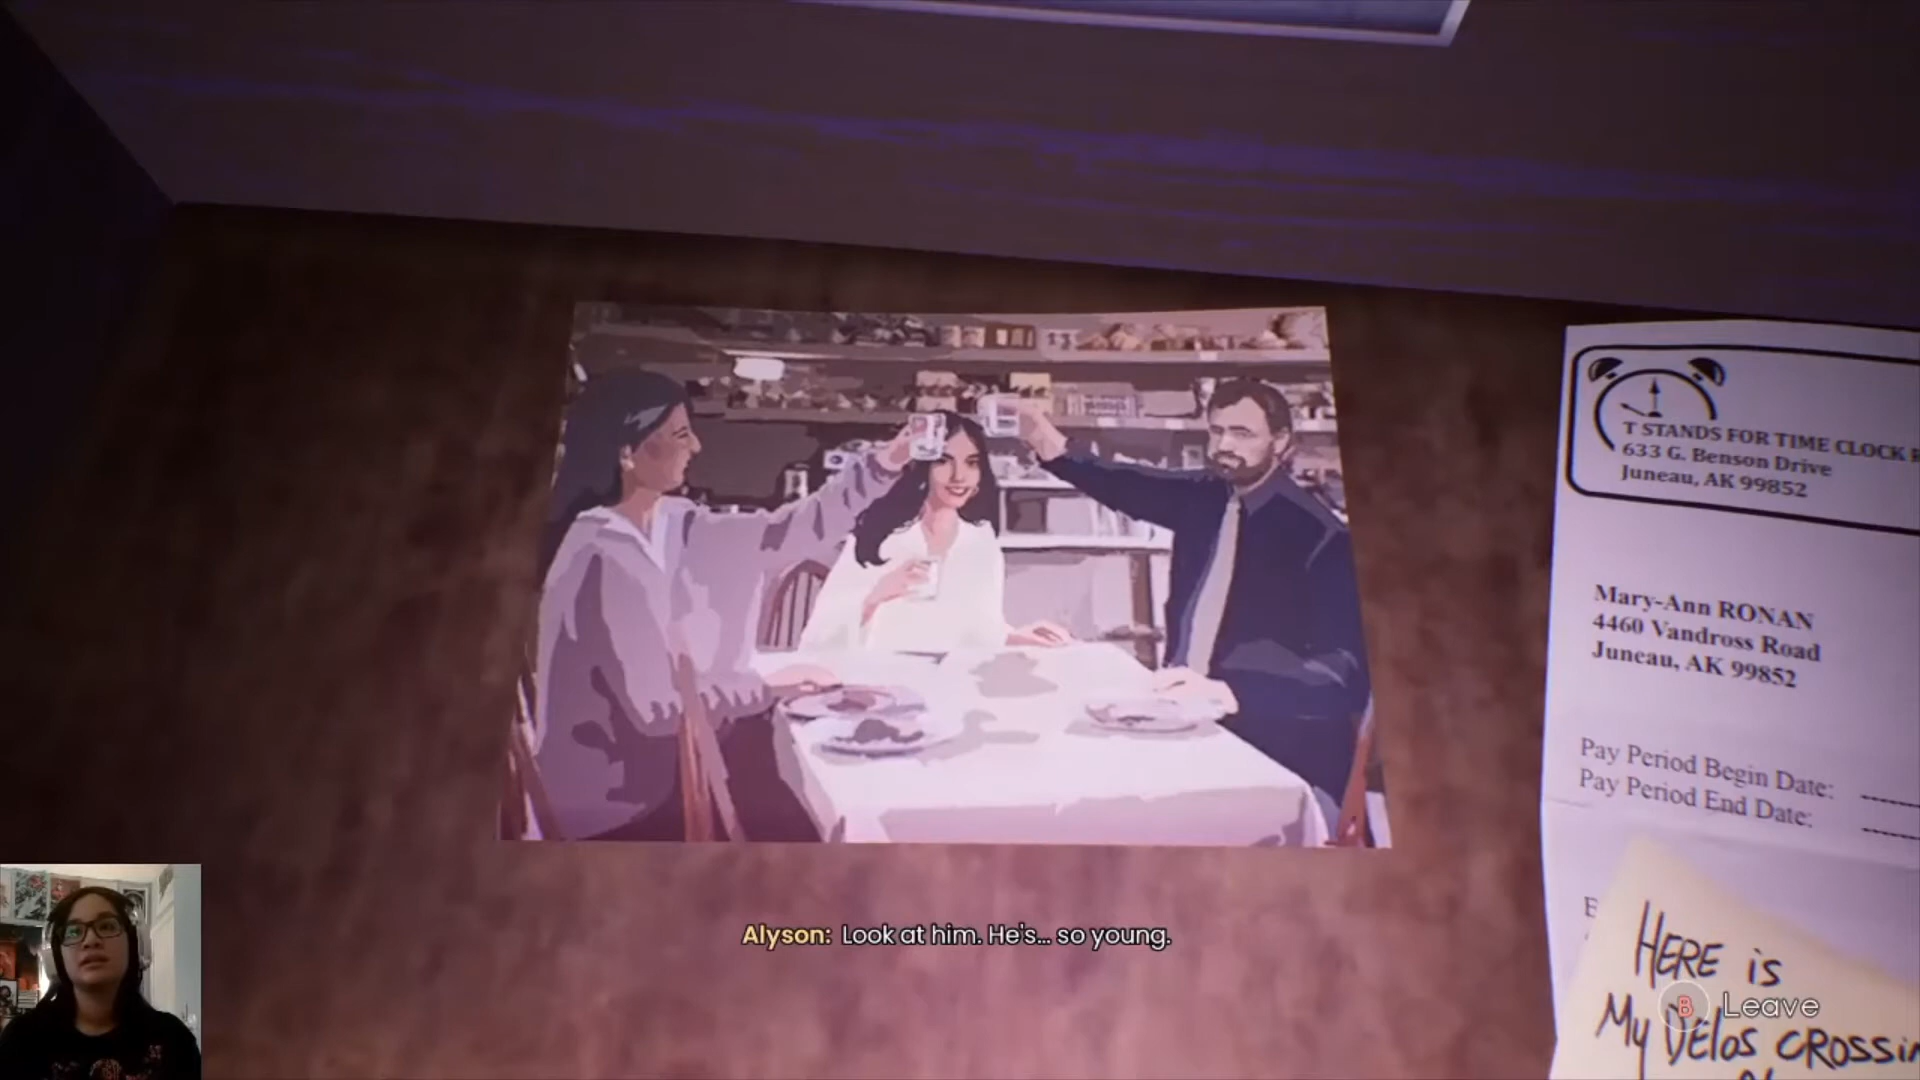 T STANDS FOR TIME CLOCK
633 G. Benson Drive
Juneau, AK 99852
Mary-Ann RONAN
4460 Vandross Road
Juneau, AK 99852
Pay Period Begin Date:
Pay Period End Date:
HERE is
My DELOS CROSSIN
Alyson: Look at him. He's... so young.
B Leave